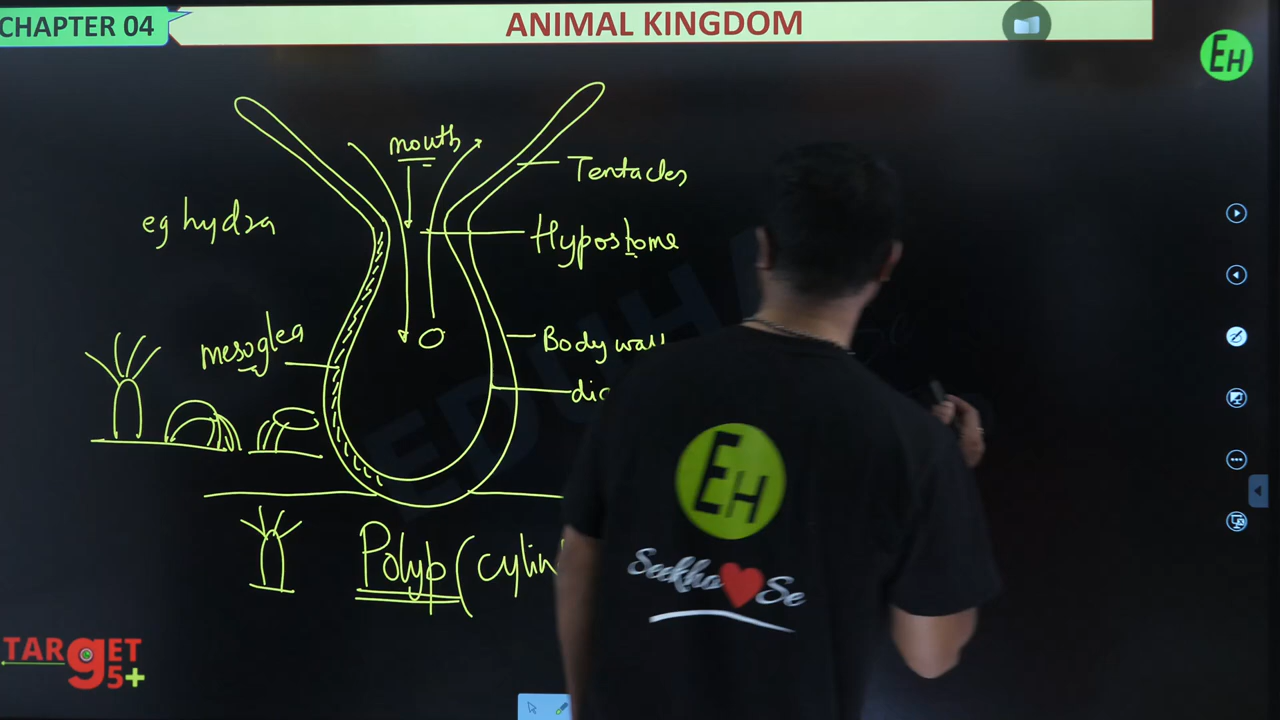 CHAPTER 04
ANIMAL KINGDOM
EH
mouth
Tentacles
eg hydra
Hypostome
mesoglea
Body wall
Polyp (cylin
EH
Seekho ❤ Se
TARgET
5+